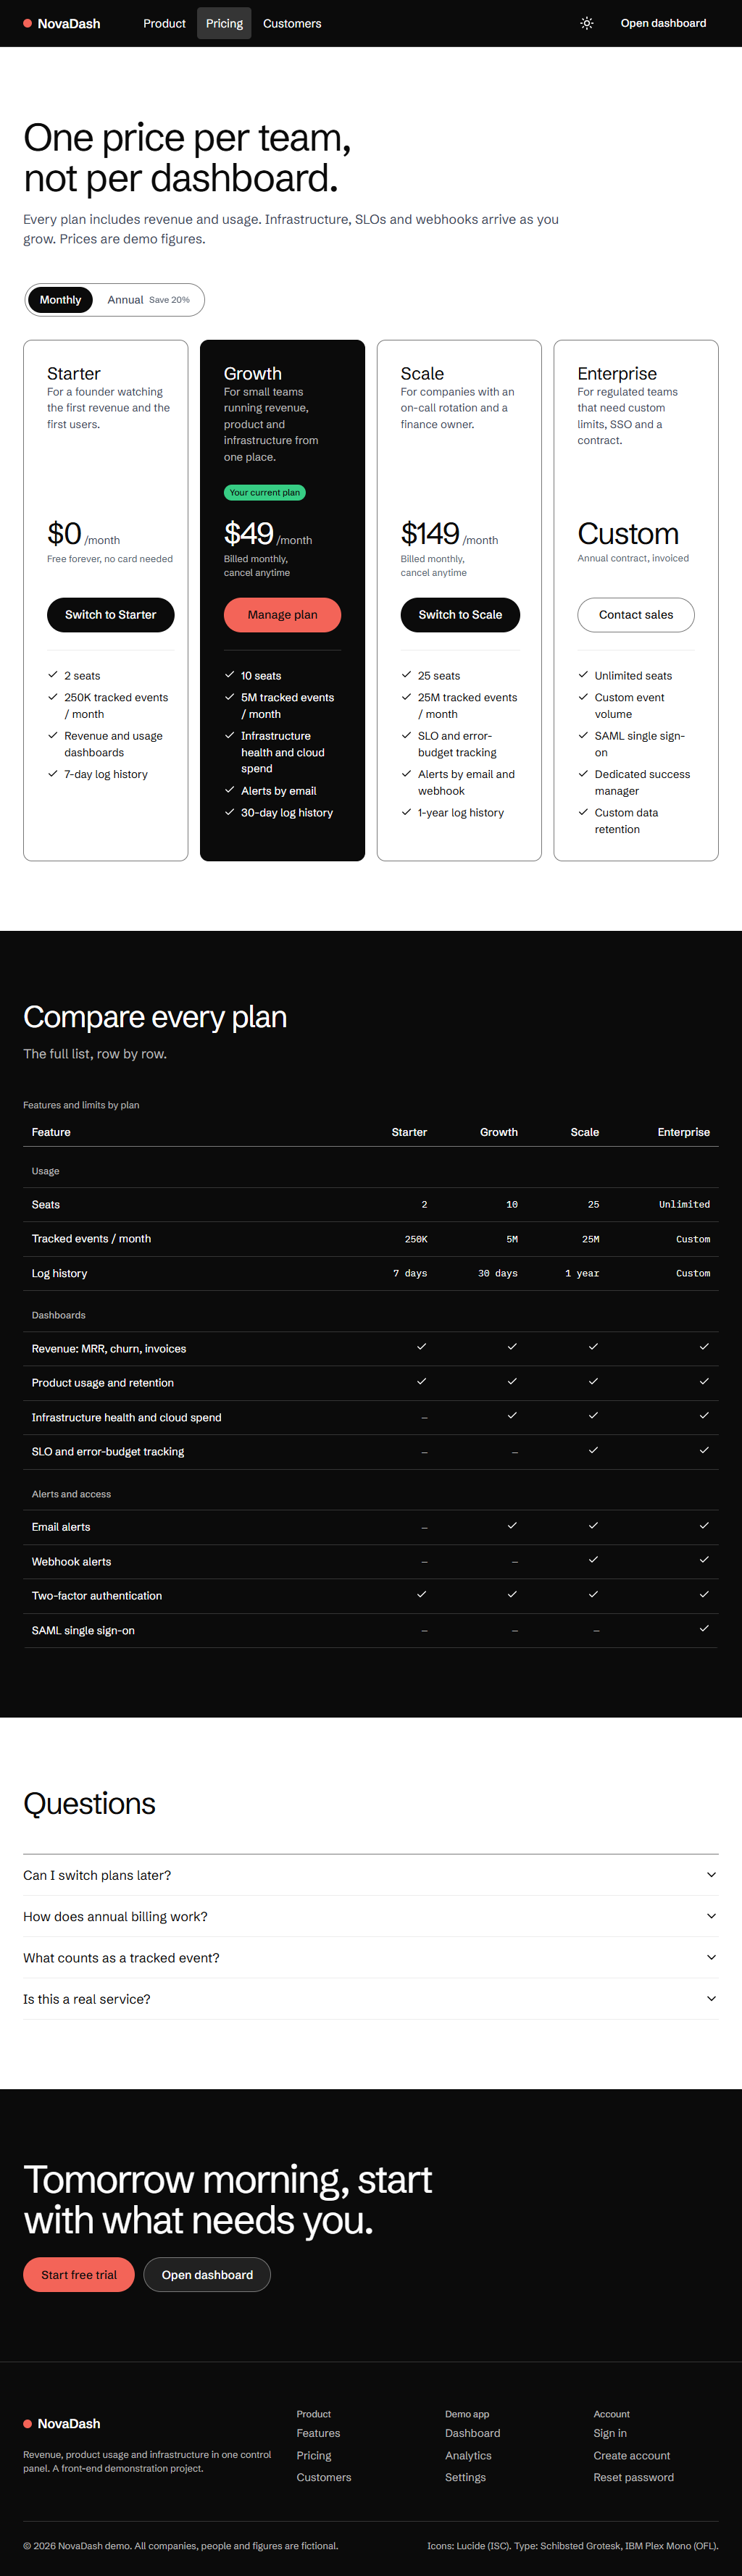 NovaDash Product Pricing Customers Open dashboard
One price per team,
not per dashboard.
Every plan includes revenue and usage. Infrastructure, SLOs and webhooks arrive as you
grow. Prices are demo figures.
Monthly Annual Save 20%
Starter
For a founder watching
the first revenue and the
first users.
$0 /month
Free forever, no card needed
Switch to Starter
2 seats
250K tracked events
/ month
Revenue and usage
dashboards
7-day log history
Growth
For small teams
running revenue,
product and
infrastructure from
one place.
Your current plan
$49 /month
Billed monthly,
cancel anytime
Manage plan
10 seats
5M tracked events
/ month
Infrastructure
health and cloud
spend
Alerts by email
30-day log history
Scale
For companies with an
on-call rotation and a
finance owner.
$149 /month
Billed monthly,
cancel anytime
Switch to Scale
25 seats
25M tracked events
/ month
SLO and error-
budget tracking
Alerts by email and
webhook
1-year log history
Enterprise
For regulated teams
that need custom
limits, SSO and a
contract.
Custom
Annual contract, invoiced
Contact sales
Unlimited seats
Custom event
volume
SAML single sign-
on
Dedicated success
manager
Custom data
retention
Compare every plan
The full list, row by row.
Features and limits by plan
Feature Starter Growth Scale Enterprise
Usage
Seats 2 10 25 Unlimited
Tracked events / month 250K 5M 25M Custom
Log history 7 days 30 days 1 year Custom
Dashboards
Revenue: MRR, churn, invoices ✓ ✓ ✓ ✓
Product usage and retention ✓ ✓ ✓ ✓
Infrastructure health and cloud spend – ✓ ✓ ✓
SLO and error-budget tracking – – ✓ ✓
Alerts and access
Email alerts – ✓ ✓ ✓
Webhook alerts – – ✓ ✓
Two-factor authentication ✓ ✓ ✓ ✓
SAML single sign-on – – – ✓
Questions
Can I switch plans later?
How does annual billing work?
What counts as a tracked event?
Is this a real service?
Tomorrow morning, start
with what needs you.
Start free trial Open dashboard
NovaDash
Revenue, product usage and infrastructure in one control
panel. A front-end demonstration project.
Product
Features
Pricing
Customers
Demo app
Dashboard
Analytics
Settings
Account
Sign in
Create account
Reset password
© 2026 NovaDash demo. All companies, people and figures are fictional. Icons: Lucide (ISC). Type: Schibsted Grotesk, IBM Plex Mono (OFL).